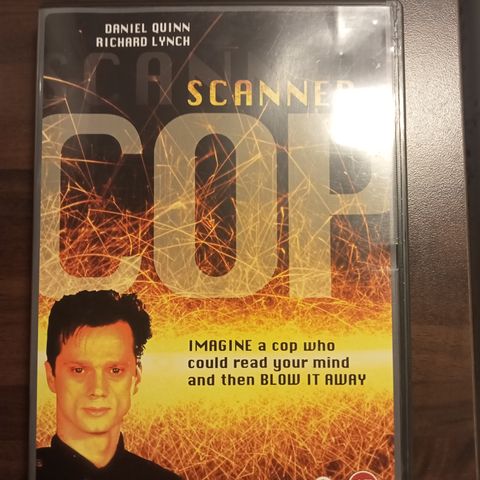 DANIEL QUINN
RICHARD LYNCH
SCANNER
COP
IMAGINE a cop who
could read your mind
and then BLOW IT AWAY